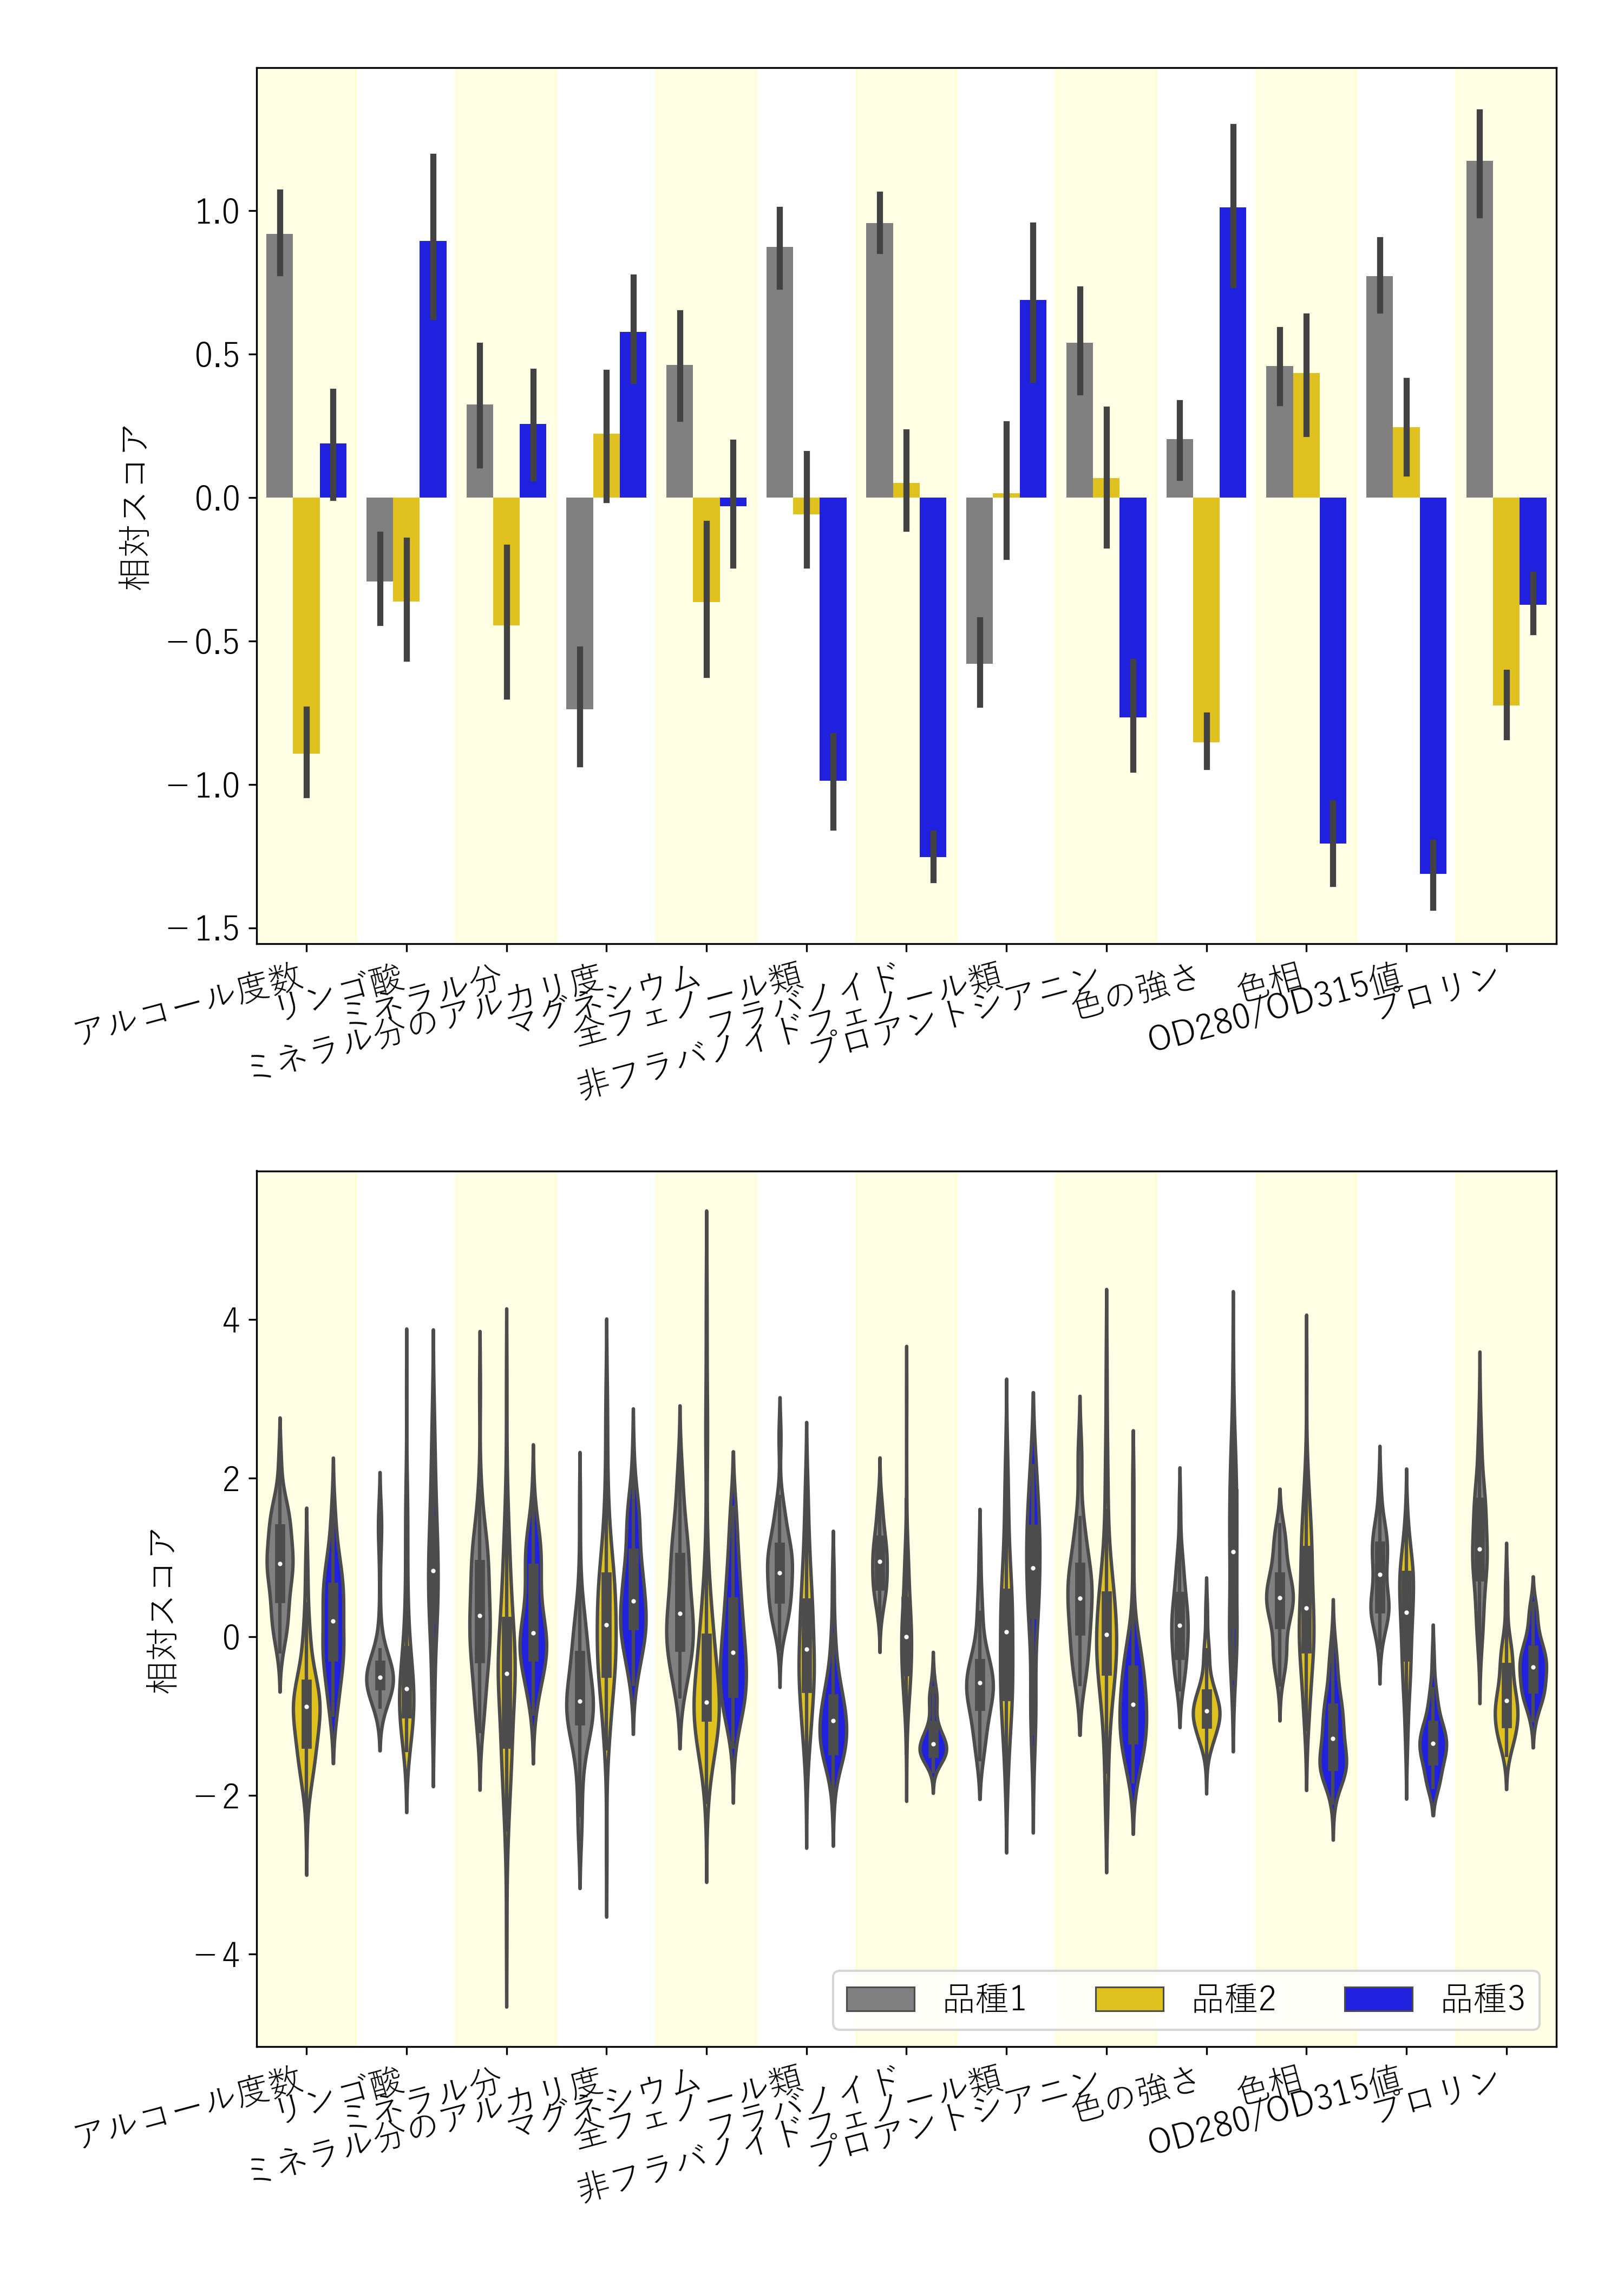 1.0
0.5
0.0
−0.5
−1.0
−1.5
相対スコア
アルコール度数
リンゴ酸
ミネラル分
ミネラル分のアルカリ度
マグネシウム
全フェノール類
フラバノイド
非フラバノイドフェノール類
プロアントシアニン
色の強さ
色相
OD280/OD315値
プロリン
4
2
0
−2
−4
相対スコア
品種1 品種2 品種3
アルコール度数
リンゴ酸
ミネラル分
ミネラル分のアルカリ度
マグネシウム
全フェノール類
フラバノイド
非フラバノイドフェノール類
プロアントシアニン
色の強さ
色相
OD280/OD315値
プロリン